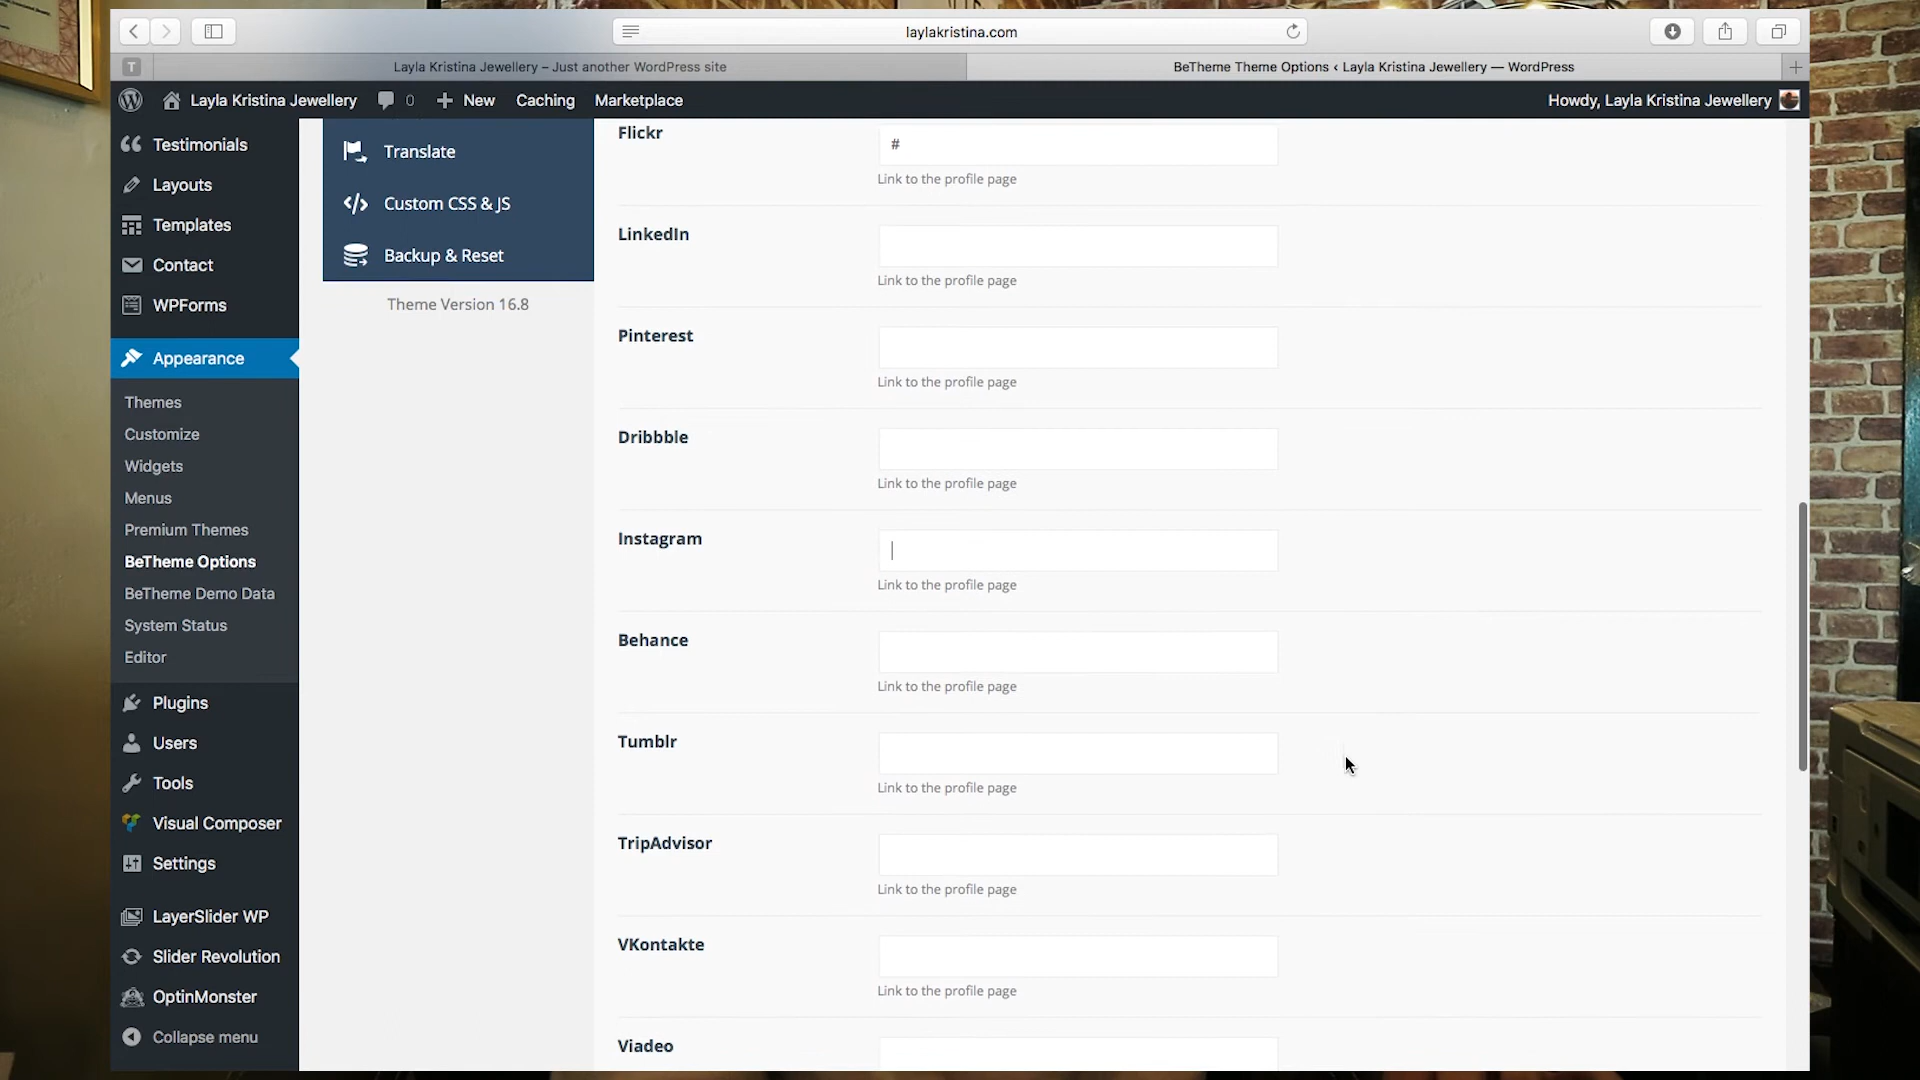 laylakristina.com
T
Layla Kristina Jewellery – Just another WordPress site
BeTheme Theme Options ‹ Layla Kristina Jewellery — WordPress
Layla Kristina Jewellery
0
New
Caching
Marketplace
Howdy, Layla Kristina Jewellery
Testimonials
Layouts
Templates
Contact
WPForms
Appearance
Themes
Customize
Widgets
Menus
Premium Themes
BeTheme Options
BeTheme Demo Data
System Status
Editor
Plugins
Users
Tools
Visual Composer
Settings
LayerSlider WP
Slider Revolution
OptinMonster
Collapse menu
Translate
Custom CSS & JS
Backup & Reset
Theme Version 16.8
Flickr
#
Link to the profile page
LinkedIn
Link to the profile page
Pinterest
Link to the profile page
Dribbble
Link to the profile page
Instagram
Link to the profile page
Behance
Link to the profile page
Tumblr
Link to the profile page
TripAdvisor
Link to the profile page
VKontakte
Link to the profile page
Viadeo